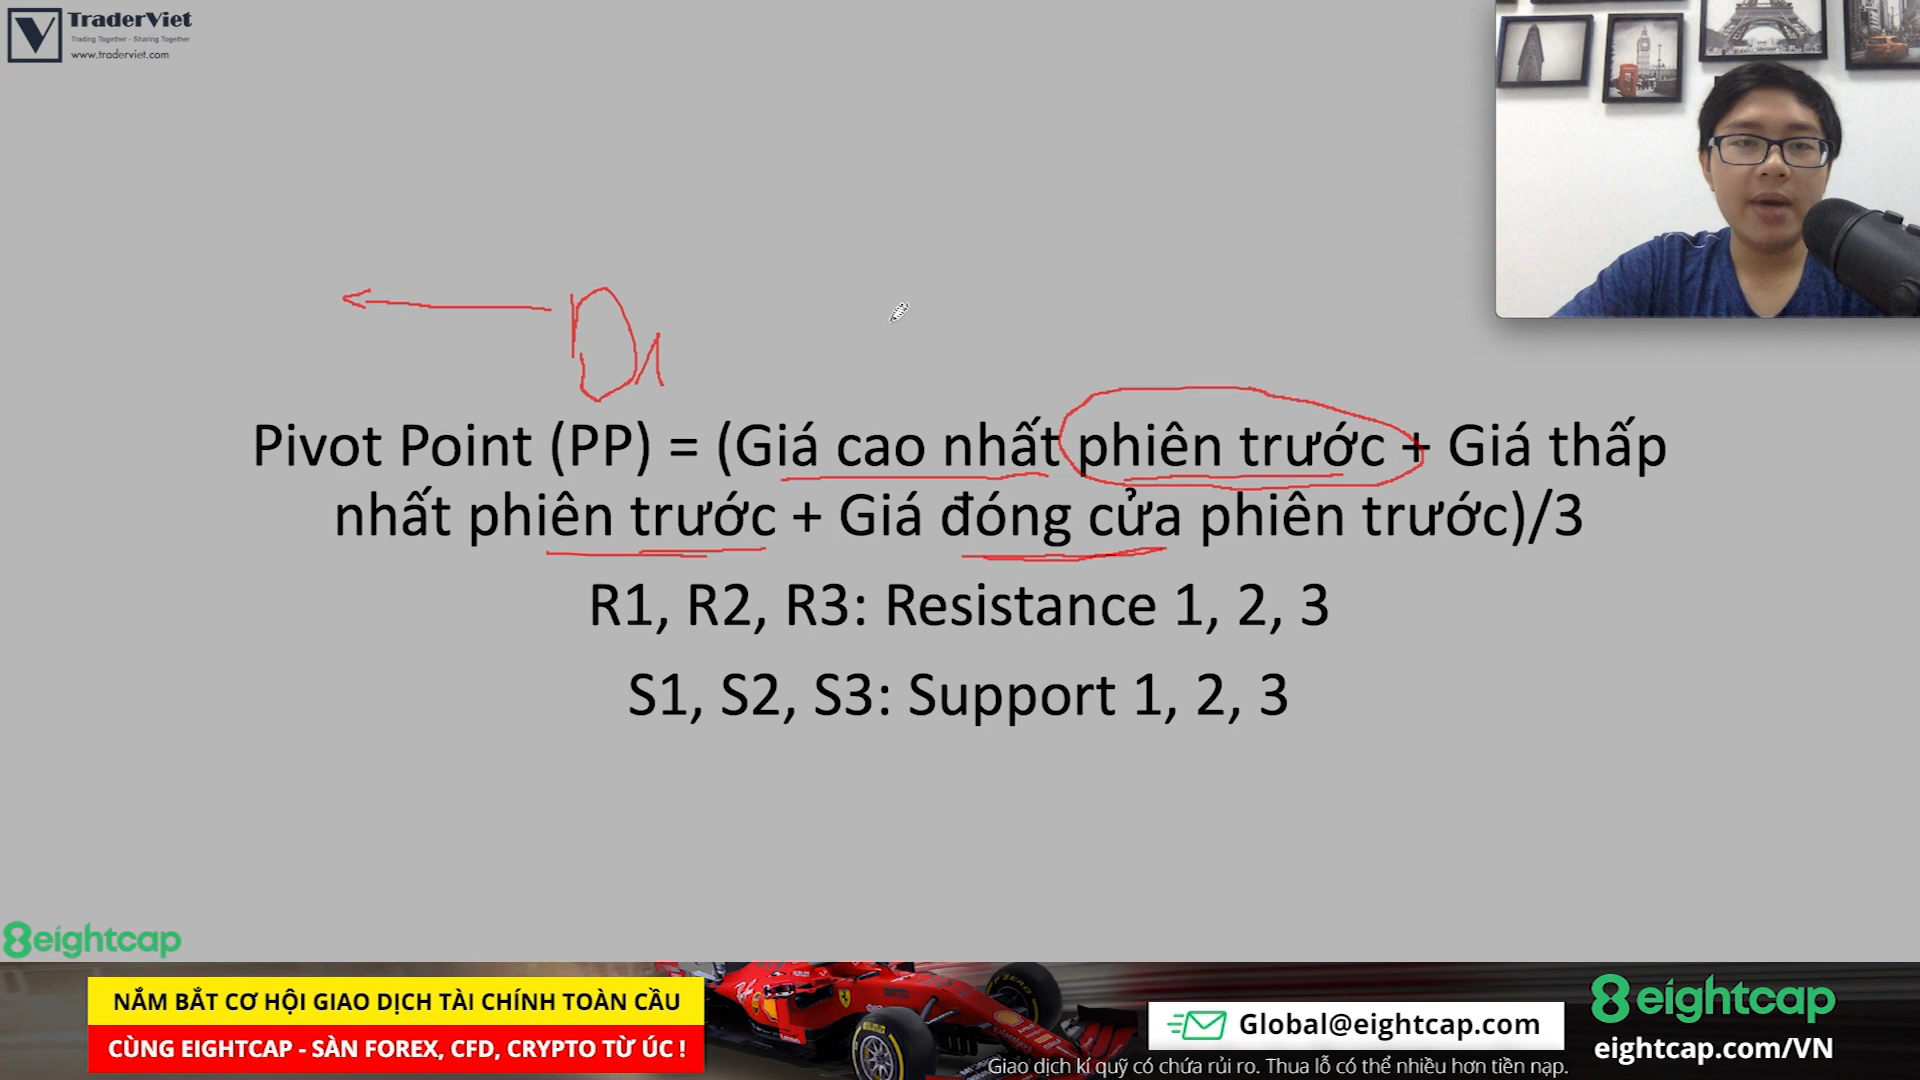 TraderViet
Trading Together - Sharing Together
www.traderviet.com
D1
Pivot Point (PP) = (Giá cao nhất phiên trước + Giá thấp
nhất phiên trước + Giá đóng cửa phiên trước)/3
R1, R2, R3: Resistance 1, 2, 3
S1, S2, S3: Support 1, 2, 3
8eightcap
NẮM BẮT CƠ HỘI GIAO DỊCH TÀI CHÍNH TOÀN CẦU
CÙNG EIGHTCAP - SÀN FOREX, CFD, CRYPTO TỪ ÚC !
Global@eightcap.com
8eightcap
eightcap.com/VN
Giao dịch kí quỹ có chứa rủi ro. Thua lỗ có thể nhiều hơn tiền nạp.